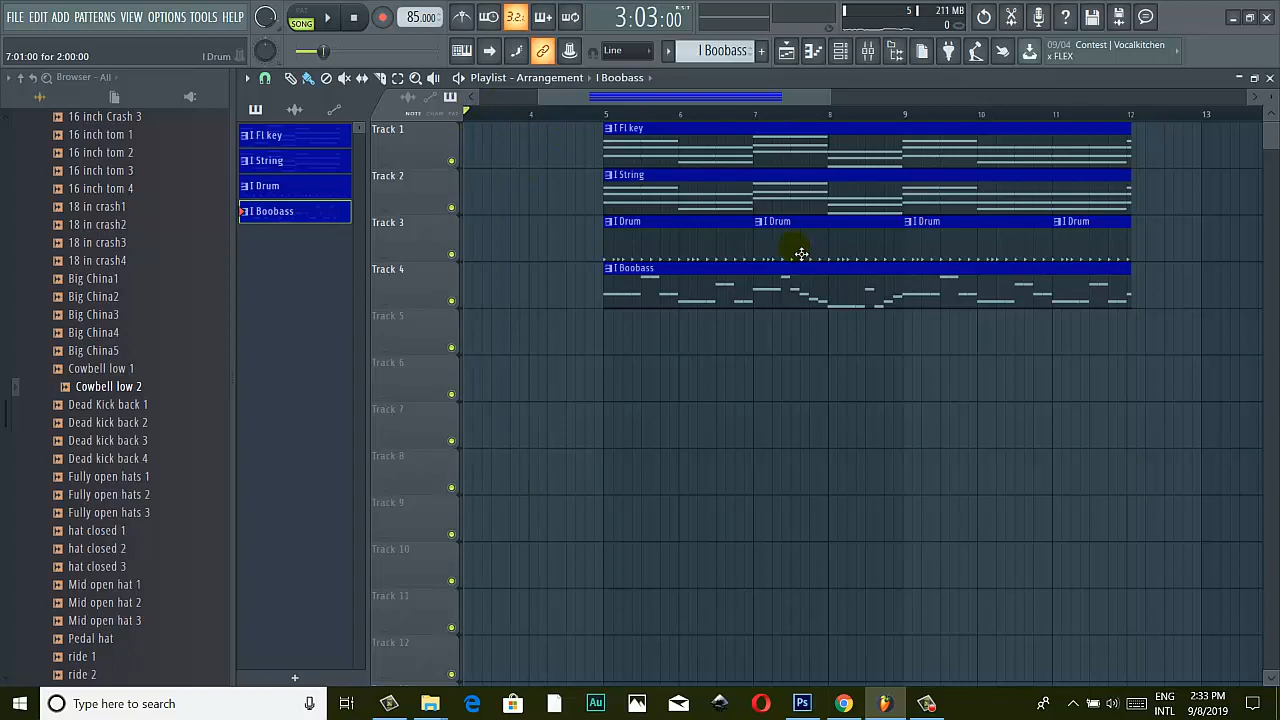 FILE EDIT ADD PATTERNS VIEW OPTIONS TOOLS HELP
PAT
SONG
85.000
3.2
3:03:00
5
211 MB
0
7:01:00 for 2:00:00
I Drum
Line
I Boobass
09/04 Contest | Vocalkitchen
x FLEX
Browser - All
Playlist - Arrangement
I Boobass
NOTE
4
5
6
7
8
9
10
11
12
13
16 inch Crash 3
16 inch tom 1
16 inch tom 2
16 inch tom 3
16 inch tom 4
18 in crash1
18 in crash2
18 in crash3
18 in crash4
Big China1
Big China2
Big China3
Big China4
Big China5
Cowbell low 1
Cowbell low 2
Dead Kick back 1
Dead kick back 2
Dead kick back 3
Dead kick back 4
Fully open hats 1
Fully open hats 2
Fully open hats 3
hat closed 1
hat closed 2
hat closed 3
Mid open hat 1
Mid open hat 2
Mid open hat 3
Pedal hat
ride 1
ride 2
I Fl key
I String
I Drum
I Boobass
Track 1
I Fl key
Track 2
I String
Track 3
I Drum
I Drum
I Drum
I Drum
Track 4
I Boobass
Track 5
Track 6
Track 7
Track 8
Track 9
Track 10
Track 11
Track 12
Type here to search
Au
Ps
ENG
INTL
2:33 PM
9/8/2019